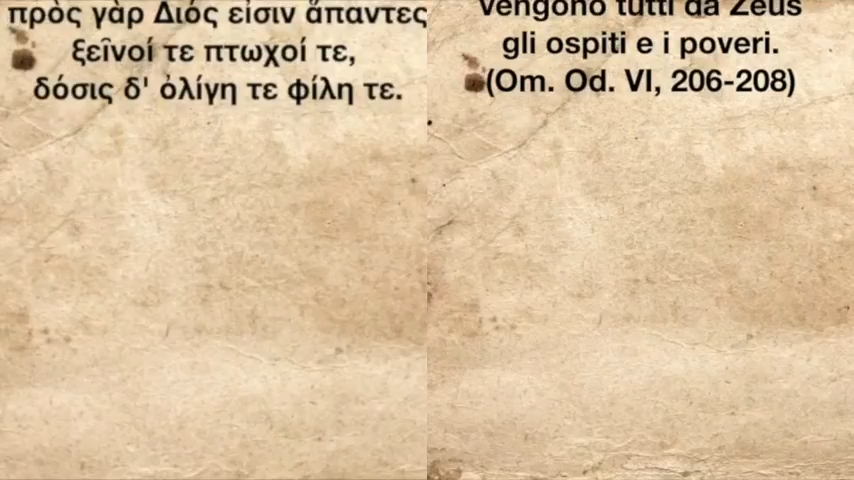 πρὸς γὰρ Διός εἰσιν ἅπαντες
ξεῖνοί τε πτωχοί τε,
δόσις δ' ὀλίγη τε φίλη τε.
vengono tutti da Zeus
gli ospiti e i poveri.
(Om. Od. VI, 206-208)